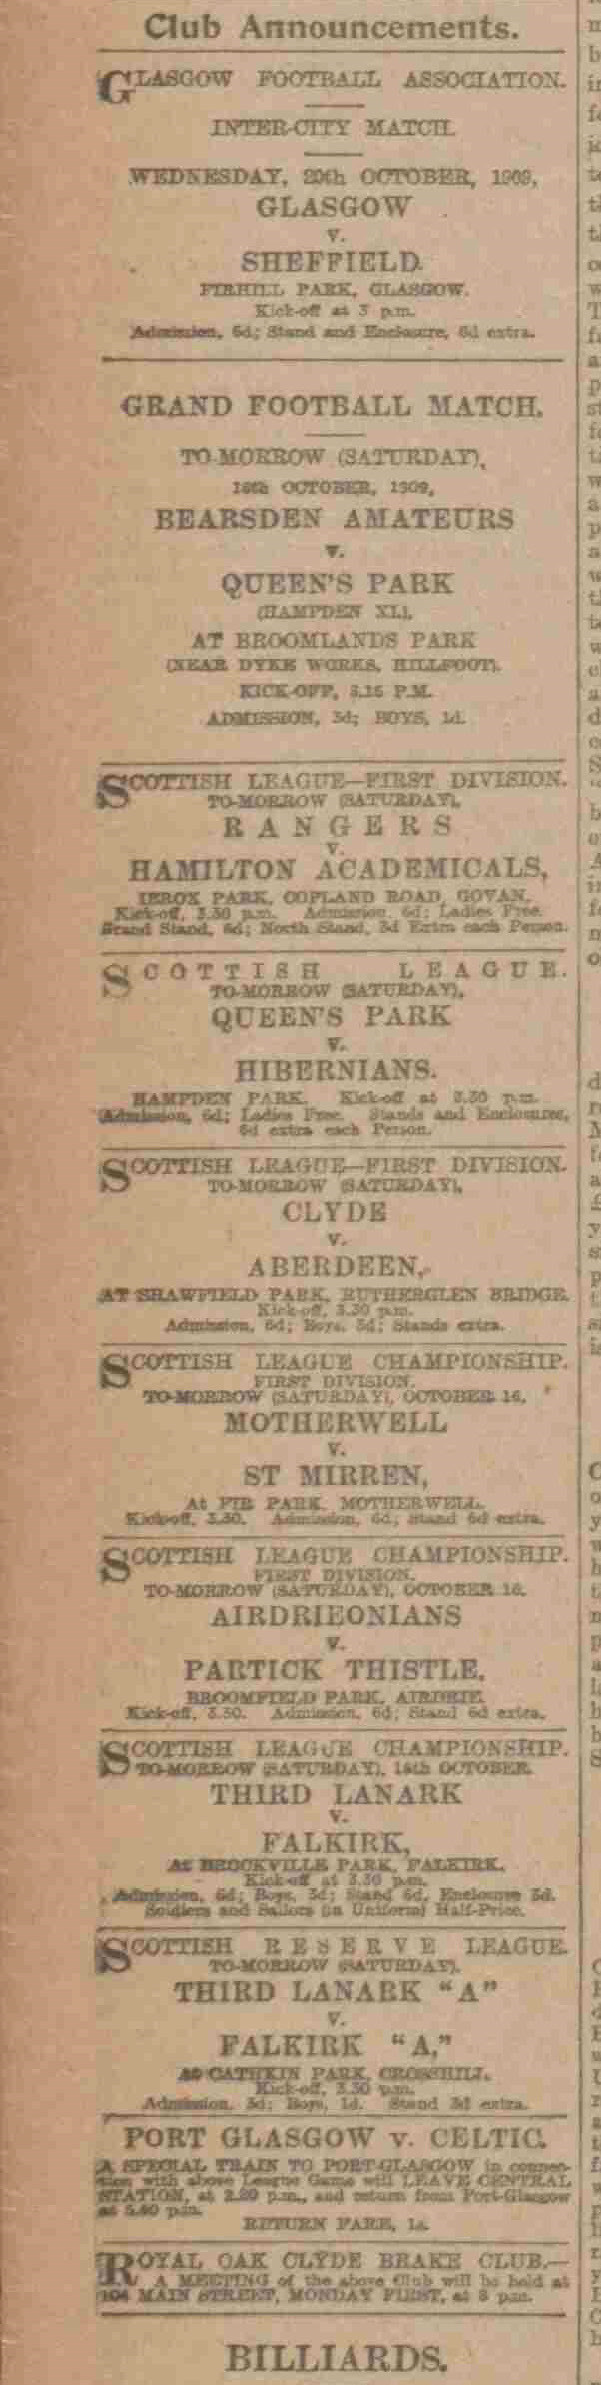 Club Announcements.
GLASGOW FOOTBALL ASSOCIATION.
INTER-CITY MATCH.
WEDNESDAY, 20th OCTOBER, 1909,
GLASGOW
v.
SHEFFIELD.
FIRHILL PARK, GLASGOW.
Kick-off at 3 p.m.
Admission, 6d; Stand and Enclosure, 6d extra.
GRAND FOOTBALL MATCH.
TO-MORROW (SATURDAY),
16th OCTOBER, 1909,
BEARSDEN AMATEURS
v.
QUEEN'S PARK
(HAMPDEN XI.),
AT BROOMLANDS PARK
(NEAR DYKE WORKS, HILLFOOT).
KICK-OFF, 3.15 P.M.
ADMISSION, 3d; BOYS, 1d.
SCOTTISH LEAGUE—FIRST DIVISION.
TO-MORROW (SATURDAY),
RANGERS
v.
HAMILTON ACADEMICALS,
IBROX PARK, COPLAND ROAD, GOVAN.
Kick-off, 3.30 p.m. Admission, 6d; Ladies Free.
Grand Stand, 6d; North Stand, 3d Extra each Person.
SCOTTISH LEAGUE.
TO-MORROW (SATURDAY),
QUEEN'S PARK
v.
HIBERNIANS.
HAMPDEN PARK. Kick-off at 3.30 p.m.
Admission, 6d; Ladies Free. Stands and Enclosures,
6d extra each Person.
SCOTTISH LEAGUE—FIRST DIVISION.
TO-MORROW (SATURDAY),
CLYDE
v.
ABERDEEN,
AT SHAWFIELD PARK, RUTHERGLEN BRIDGE.
Kick-off, 3.30 p.m.
Admission, 6d; Boys, 3d; Stands extra.
SCOTTISH LEAGUE CHAMPIONSHIP.
FIRST DIVISION.
TO-MORROW (SATURDAY), OCTOBER 16,
MOTHERWELL
v.
ST MIRREN,
At FIR PARK, MOTHERWELL.
Kick-off, 3.30. Admission, 6d; Stand 6d extra.
SCOTTISH LEAGUE CHAMPIONSHIP.
FIRST DIVISION.
TO-MORROW (SATURDAY), OCTOBER 16.
AIRDRIEONIANS
v.
PARTICK THISTLE,
BROOMFIELD PARK, AIRDRIE.
Kick-off, 3.30. Admission, 6d; Stand 6d extra.
SCOTTISH LEAGUE CHAMPIONSHIP.
TO-MORROW (SATURDAY), 16th OCTOBER.
THIRD LANARK
v.
FALKIRK,
At BROCKVILLE PARK, FALKIRK.
Kick-off at 3.30 p.m.
Admission, 6d; Boys, 3d; Stand 6d, Enclosure 3d.
Soldiers and Sailors (in Uniform) Half-Price.
SCOTTISH RESERVE LEAGUE.
TO-MORROW (SATURDAY).
THIRD LANARK "A"
v.
FALKIRK "A,"
At CATHKIN PARK, CROSSHILL.
Kick-off, 3.30 p.m.
Admission, 3d; Boys, 1d. Stand 3d extra.
PORT GLASGOW v. CELTIC.
A SPECIAL TRAIN TO PORT-GLASGOW in connec-
tion with above League Game will LEAVE CENTRAL
STATION, at 2.20 p.m., and return from Port-Glasgow
at 5.40 p.m.
RETURN FARE, 1s.
ROYAL OAK CLYDE BRAKE CLUB.—
A MEETING of the above Club will be held at
104 MAIN STREET, MONDAY FIRST, at 8 p.m.
BILLIARDS.